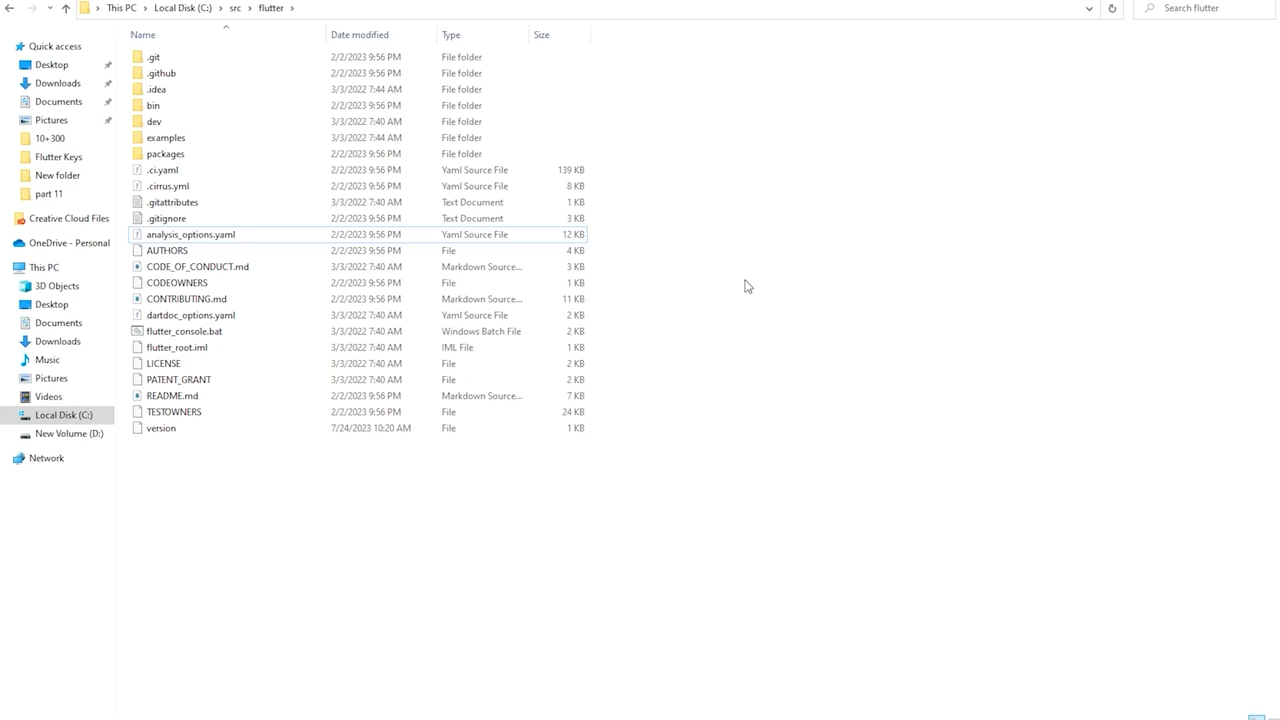 This PC > Local Disk (C:) > src > flutter >
Search flutter
Name Date modified Type Size
Quick access
Desktop
Downloads
Documents
Pictures
10+300
Flutter Keys
New folder
part 11
Creative Cloud Files
OneDrive - Personal
This PC
3D Objects
Desktop
Documents
Downloads
Music
Pictures
Videos
Local Disk (C:)
New Volume (D:)
Network
.git 2/2/2023 9:56 PM File folder
.github 2/2/2023 9:56 PM File folder
.idea 3/3/2022 7:44 AM File folder
bin 2/2/2023 9:56 PM File folder
dev 3/3/2022 7:40 AM File folder
examples 3/3/2022 7:44 AM File folder
packages 2/2/2023 9:56 PM File folder
.ci.yaml 2/2/2023 9:56 PM Yaml Source File 139 KB
.cirrus.yml 2/2/2023 9:56 PM Yaml Source File 8 KB
.gitattributes 3/3/2022 7:40 AM Text Document 1 KB
.gitignore 2/2/2023 9:56 PM Text Document 3 KB
analysis_options.yaml 2/2/2023 9:56 PM Yaml Source File 12 KB
AUTHORS 2/2/2023 9:56 PM File 4 KB
CODE_OF_CONDUCT.md 3/3/2022 7:40 AM Markdown Source... 3 KB
CODEOWNERS 2/2/2023 9:56 PM File 1 KB
CONTRIBUTING.md 2/2/2023 9:56 PM Markdown Source... 11 KB
dartdoc_options.yaml 3/3/2022 7:40 AM Yaml Source File 2 KB
flutter_console.bat 3/3/2022 7:40 AM Windows Batch File 2 KB
flutter_root.iml 3/3/2022 7:40 AM IML File 1 KB
LICENSE 3/3/2022 7:40 AM File 2 KB
PATENT_GRANT 3/3/2022 7:40 AM File 2 KB
README.md 2/2/2023 9:56 PM Markdown Source... 7 KB
TESTOWNERS 2/2/2023 9:56 PM File 24 KB
version 7/24/2023 10:20 AM File 1 KB